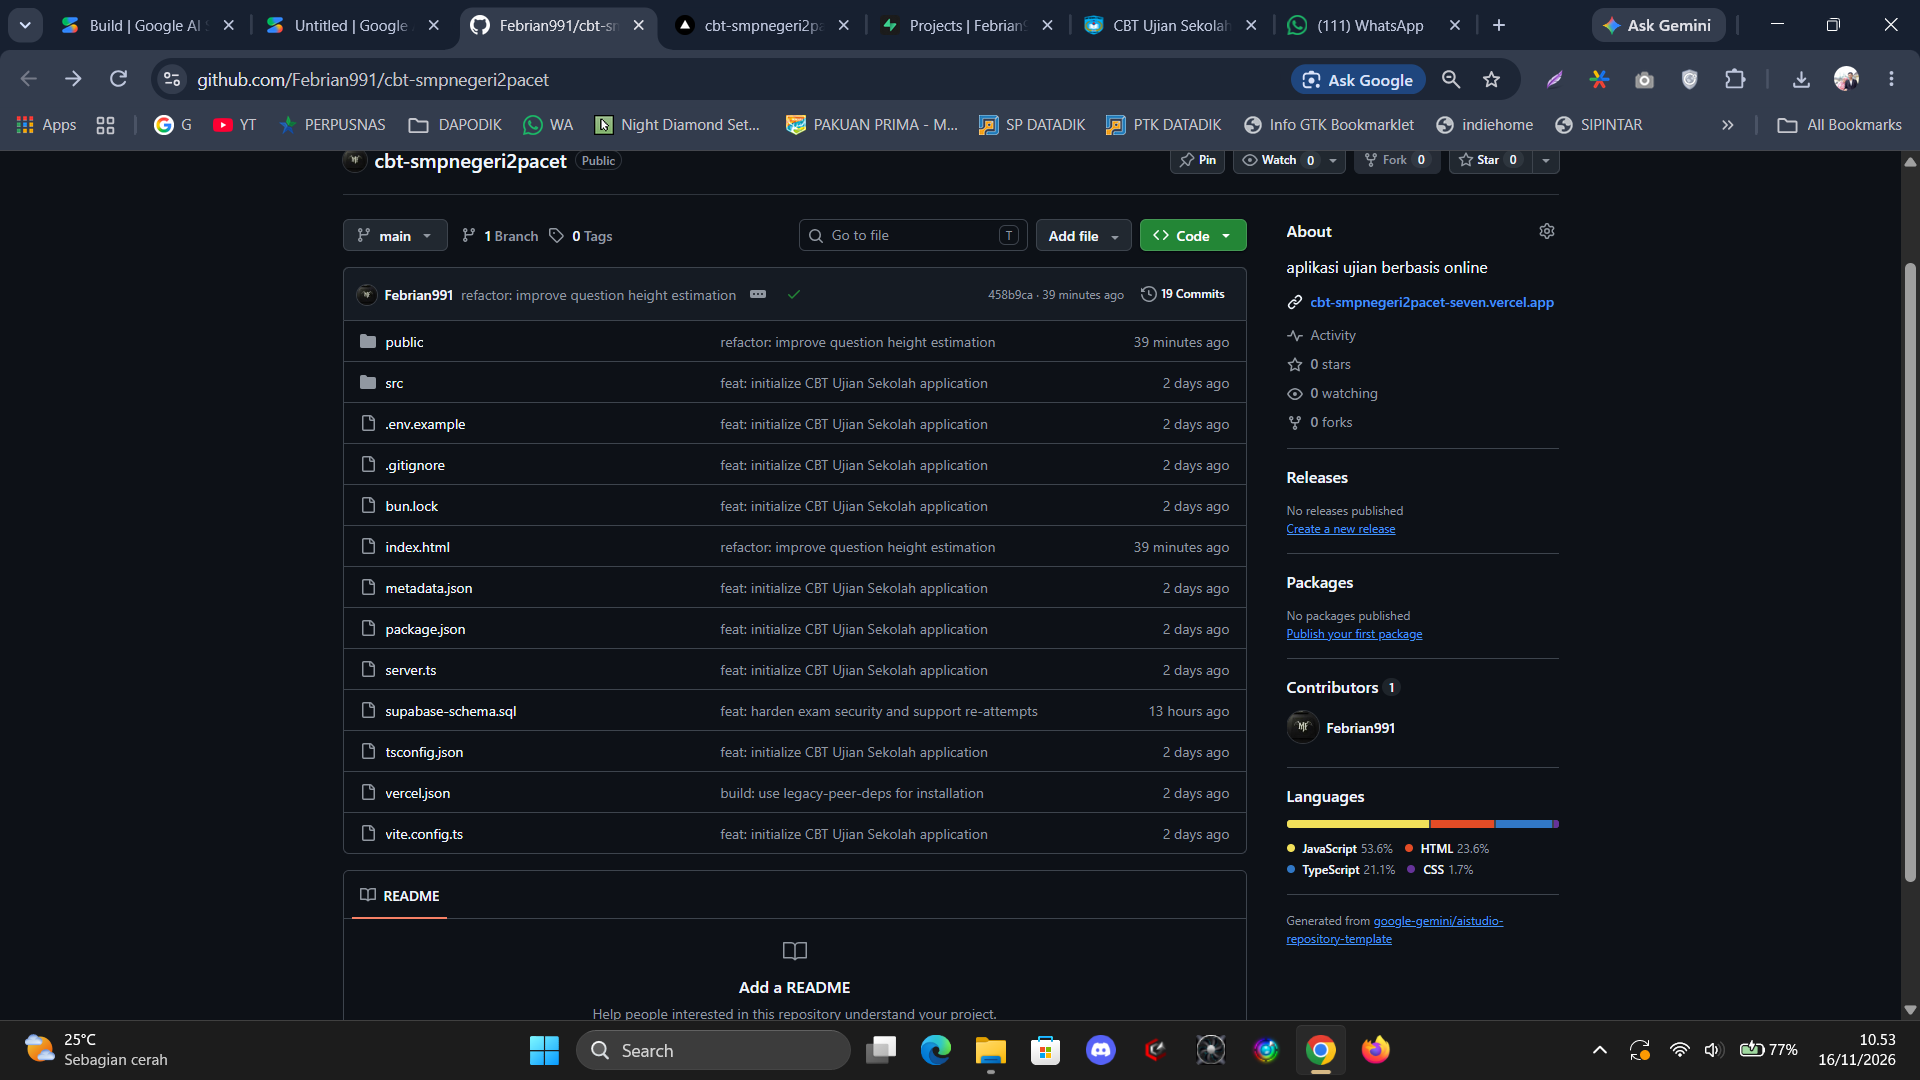 Build | Google AI S
Untitled | Google
Febrian991/cbt-sm
cbt-smpnegeri2pa
Projects | Febrian9
CBT Ujian Sekolah
(111) WhatsApp
Ask Gemini
github.com/Febrian991/cbt-smpnegeri2pacet
Ask Google
Apps
G
YT
PERPUSNAS
DAPODIK
WA
Night Diamond Set...
PAKUAN PRIMA - M...
SP DATADIK
PTK DATADIK
Info GTK Bookmarklet
indiehome
SIPINTAR
All Bookmarks
cbt-smpnegeri2pacet Public
Pin
Watch 0
Fork 0
Star 0
main
1 Branch
0 Tags
Go to file T
Add file
Code
Febrian991 refactor: improve question height estimation 458b9ca · 39 minutes ago 19 Commits
public refactor: improve question height estimation 39 minutes ago
src feat: initialize CBT Ujian Sekolah application 2 days ago
.env.example feat: initialize CBT Ujian Sekolah application 2 days ago
.gitignore feat: initialize CBT Ujian Sekolah application 2 days ago
bun.lock feat: initialize CBT Ujian Sekolah application 2 days ago
index.html refactor: improve question height estimation 39 minutes ago
metadata.json feat: initialize CBT Ujian Sekolah application 2 days ago
package.json feat: initialize CBT Ujian Sekolah application 2 days ago
server.ts feat: initialize CBT Ujian Sekolah application 2 days ago
supabase-schema.sql feat: harden exam security and support re-attempts 13 hours ago
tsconfig.json feat: initialize CBT Ujian Sekolah application 2 days ago
vercel.json build: use legacy-peer-deps for installation 2 days ago
vite.config.ts feat: initialize CBT Ujian Sekolah application 2 days ago
README
Add a README
Help people interested in this repository understand your project.
About
aplikasi ujian berbasis online
cbt-smpnegeri2pacet-seven.vercel.app
Activity
0 stars
0 watching
0 forks
Releases
No releases published
Create a new release
Packages
No packages published
Publish your first package
Contributors 1
Febrian991
Languages
JavaScript 53.6% HTML 23.6%
TypeScript 21.1% CSS 1.7%
Generated from google-gemini/aistudio-
repository-template
25°C
Sebagian cerah
Search
77%
10.53
16/11/2026